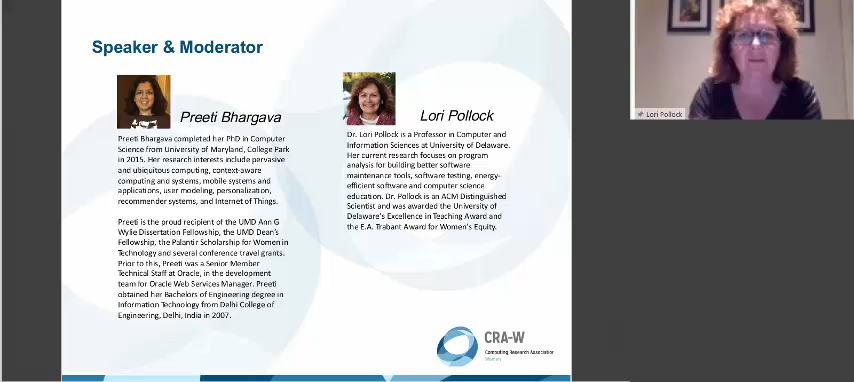 Speaker & Moderator
Preeti Bhargava
Preeti Bhargava completed her PhD in Computer
Science from University of Maryland, College Park
in 2015. Her research interests include pervasive
and ubiquitous computing, context-aware
computing and systems, mobile systems and
applications, user modeling, personalization,
recommender systems, and Internet of Things.
Preeti is the proud recipient of the UMD Ann G
Wylie Dissertation Fellowship, the UMD Dean's
Fellowship, the Palantir Scholarship for Women in
Technology and several conference travel grants.
Prior to this, Preeti was a Senior Member
Technical Staff at Oracle, in the development
team for Oracle Web Services Manager. Preeti
obtained her Bachelors of Engineering degree in
Information Technology from Delhi College of
Engineering, Delhi, India in 2007.
Lori Pollock
Dr. Lori Pollock is a Professor in Computer and
Information Sciences at University of Delaware.
Her current research focuses on program
analysis for building better software
maintenance tools, software testing, energy-
efficient software and computer science
education. Dr. Pollock is an ACM Distinguished
Scientist and was awarded the University of
Delaware's Excellence in Teaching Award and
the E.A. Trabant Award for Women's Equity.
CRA-W
Computing Research Association
Women
Lori Pollock